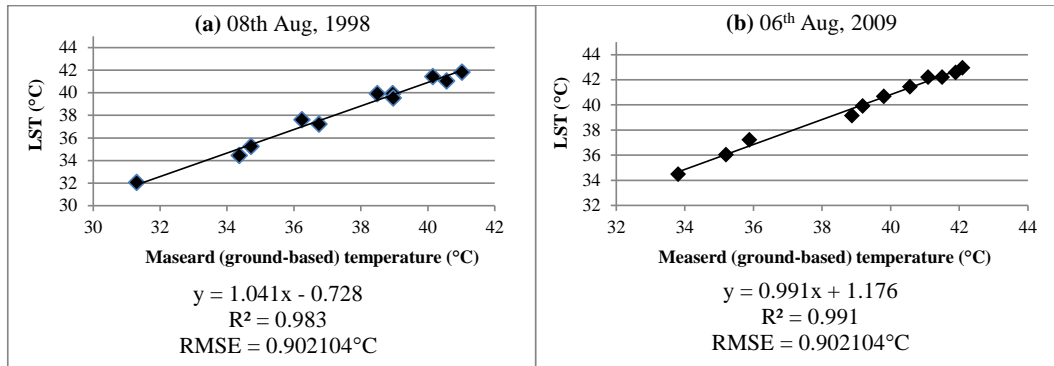 (a) 08th Aug, 1998
44
42
40
38
36
34
32
30
LST (°C)
30 32 34 36 38 40 42
Maseard (ground-based) temperature (°C)
y = 1.041x - 0.728
R² = 0.983
RMSE = 0.902104°C
(b) 06th Aug, 2009
44
42
40
38
36
34
32
LST (°C)
32 34 36 38 40 42 44
Measerd (ground-based) temperature (°C)
y = 0.991x + 1.176
R² = 0.991
RMSE = 0.902104°C